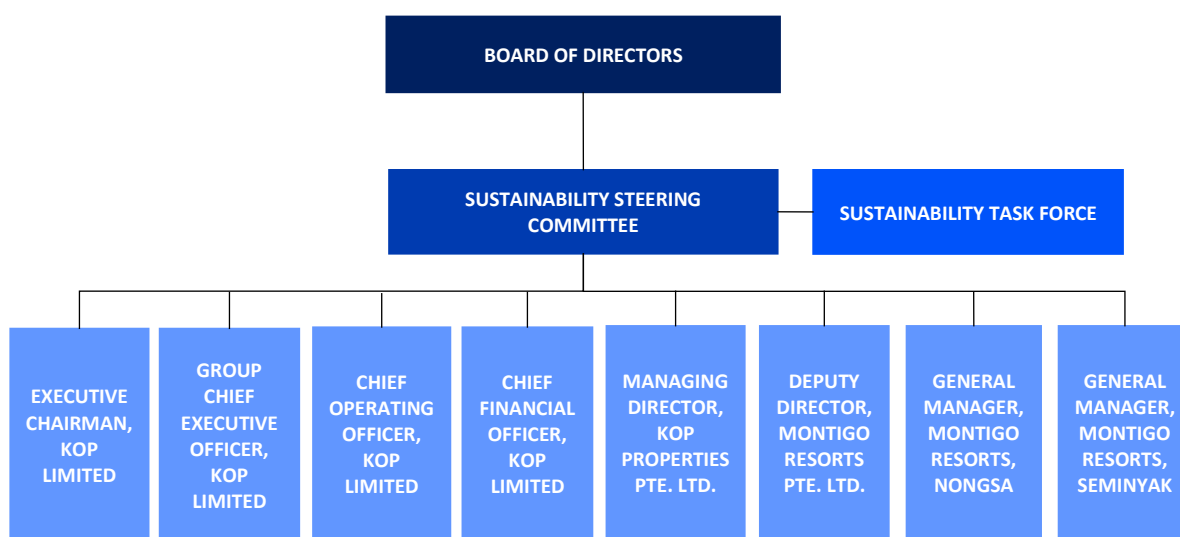 BOARD OF DIRECTORS
SUSTAINABILITY STEERING
COMMITTEE
SUSTAINABILITY TASK FORCE
EXECUTIVE
CHAIRMAN,
KOP
LIMITED
GROUP
CHIEF
EXECUTIVE
OFFICER,
KOP
LIMITED
CHIEF
OPERATING
OFFICER,
KOP
LIMITED
CHIEF
FINANCIAL
OFFICER,
KOP
LIMITED
MANAGING
DIRECTOR,
KOP
PROPERTIES
PTE. LTD.
DEPUTY
DIRECTOR,
MONTIGO
RESORTS
PTE. LTD.
GENERAL
MANAGER,
MONTIGO
RESORTS,
NONGSA
GENERAL
MANAGER,
MONTIGO
RESORTS,
SEMINYAK